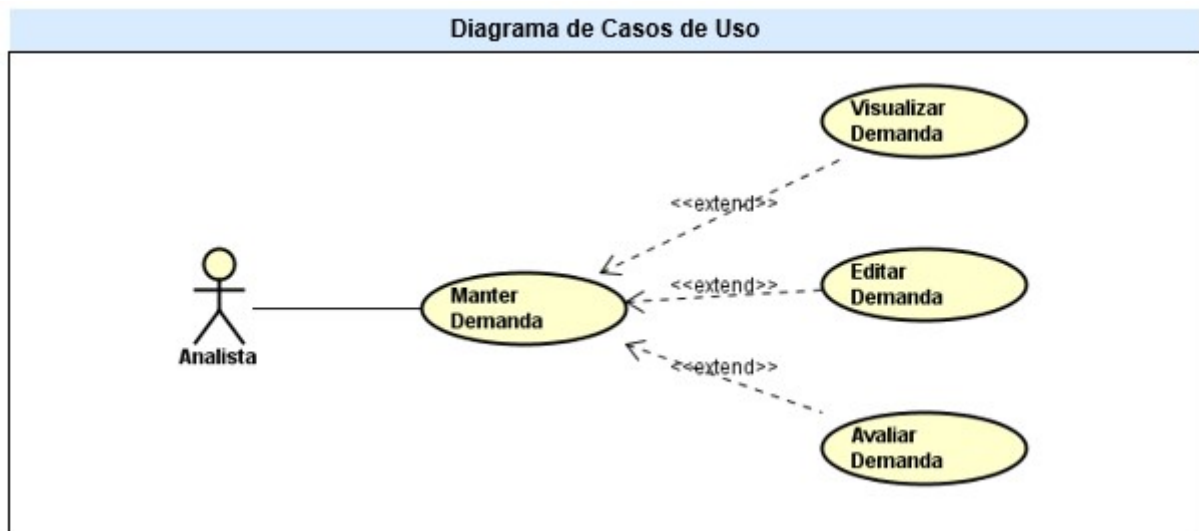 Diagrama de Casos de Uso
Visualizar
Demanda
<<extend>>
Editar
Demanda
<<extend>>
Manter
Demanda
Analista
<<extend>>
Avaliar
Demanda